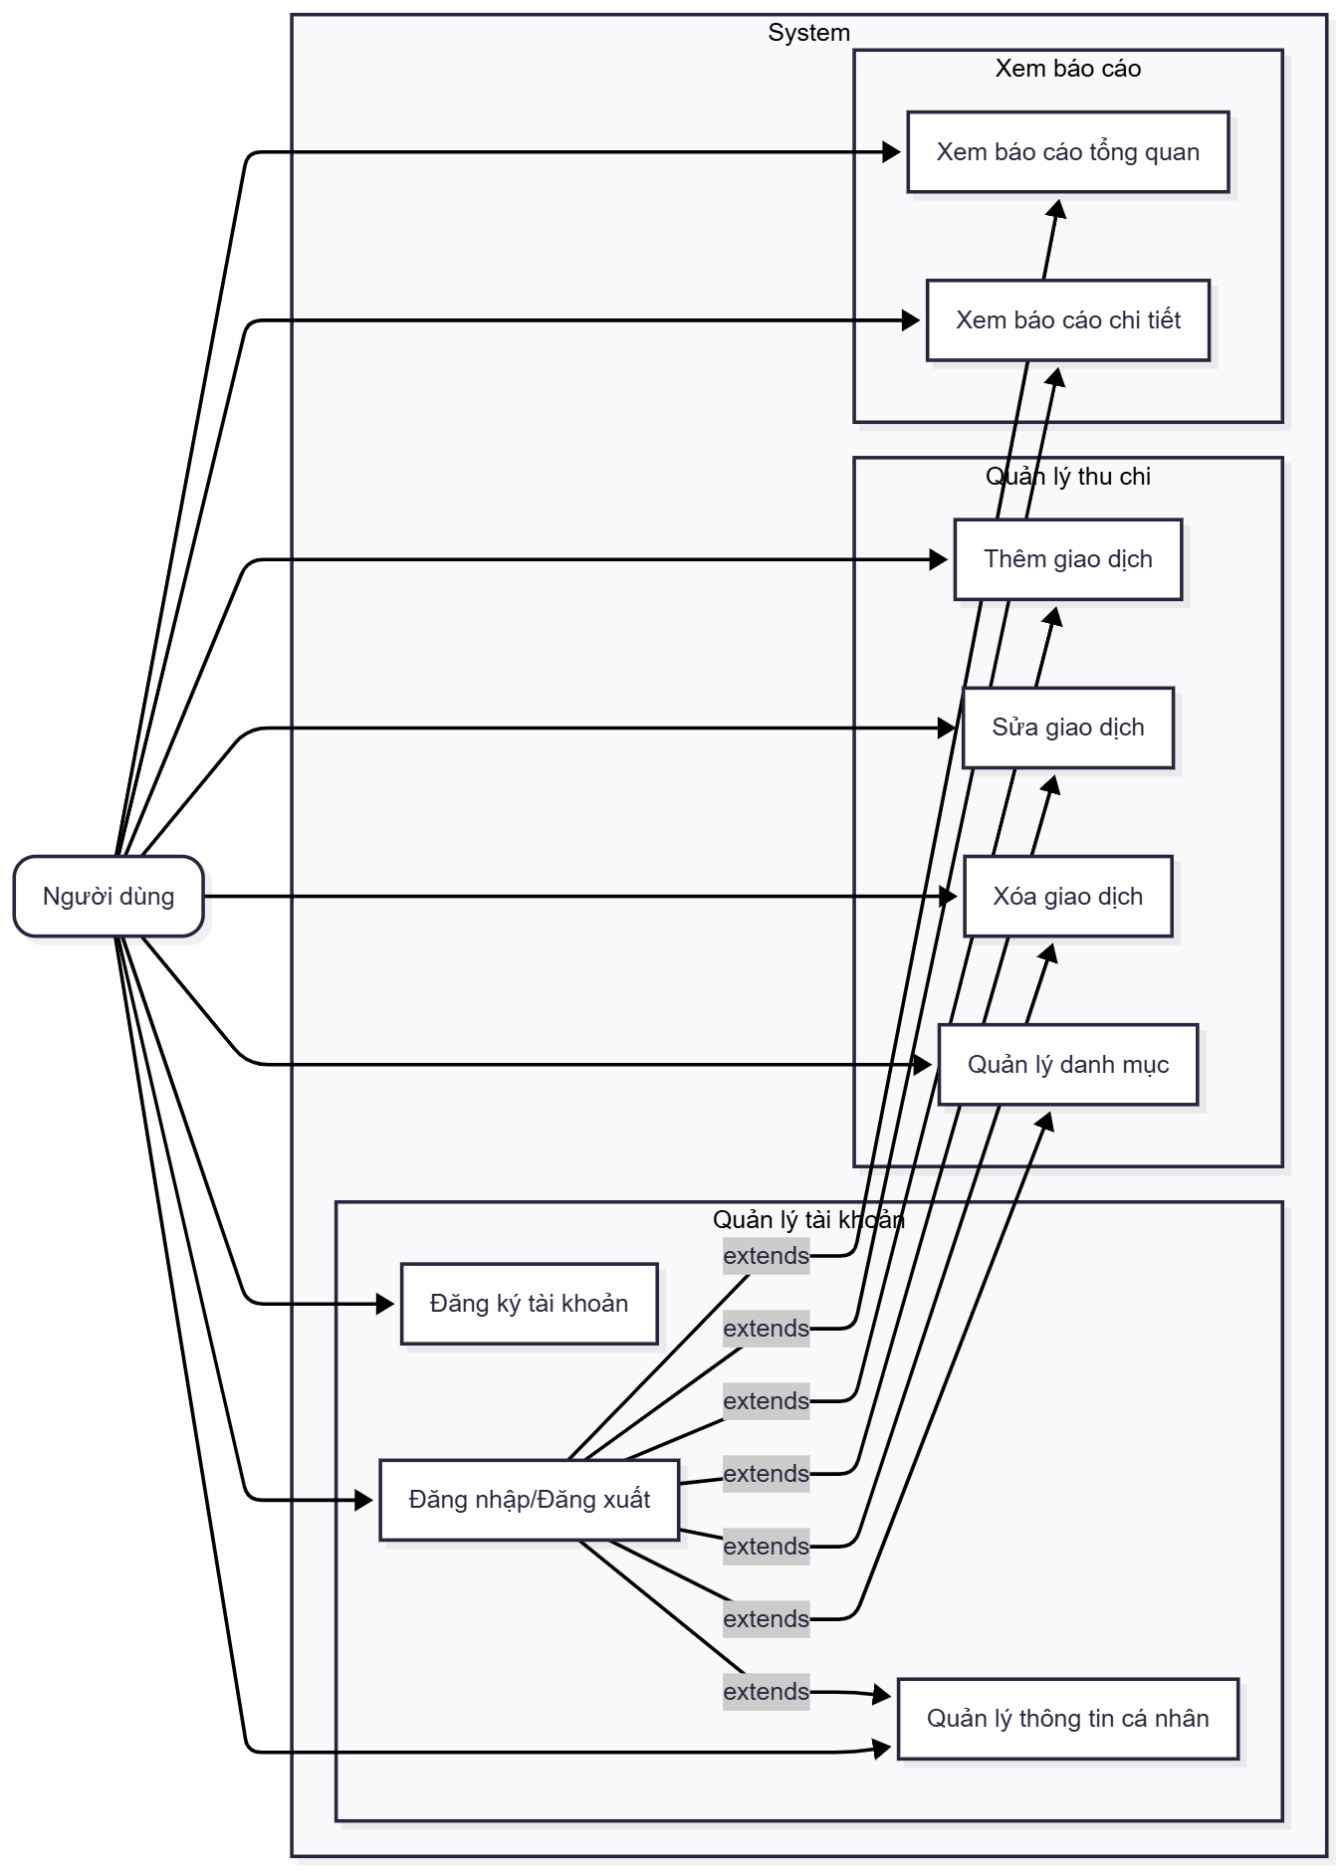 System
Xem báo cáo
Xem báo cáo tổng quan
Xem báo cáo chi tiết
Quản lý thu chi
Thêm giao dịch
Sửa giao dịch
Người dùng
Xóa giao dịch
Quản lý danh mục
Quản lý tài khoản
extends
Đăng ký tài khoản
extends
extends
extends
Đăng nhập/Đăng xuất
extends
extends
extends
Quản lý thông tin cá nhân